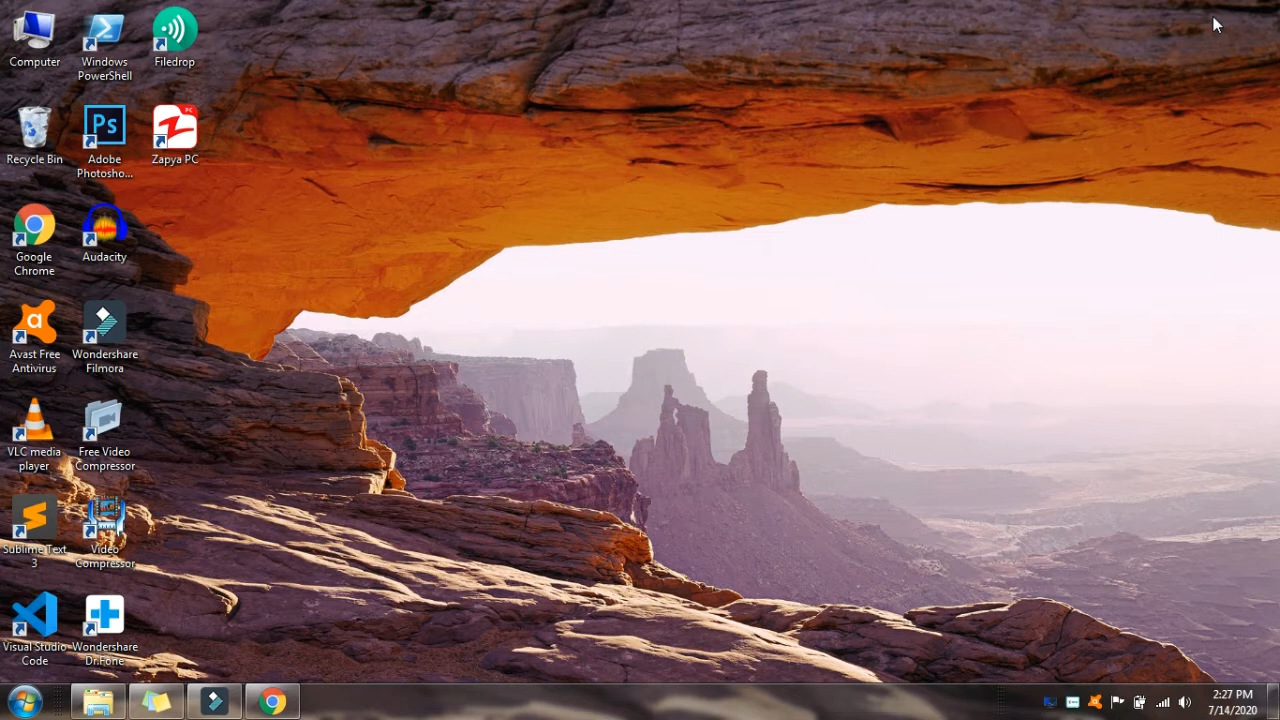 Computer
Windows
PowerShell
Filedrop
Recycle Bin
Ps
Adobe
Photosho...
PC
Zapya PC
Google
Chrome
Audacity
a
Avast Free
Antivirus
Wondershare
Filmora
VLC media
player
Free Video
Compressor
Sublime Text
3
Video
Compressor
Visual Studio
Code
Wondershare
Dr.Fone
2:27 PM
7/14/2020